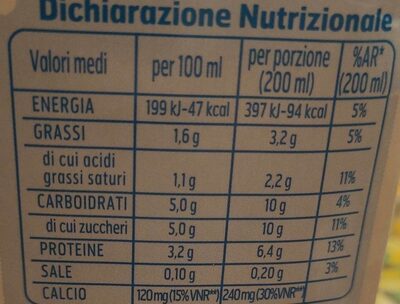 Dichiarazione Nutrizionale
Valori medi per 100 ml per porzione (200 ml) %AR* (200 ml)
ENERGIA 199 kJ-47 kcal 397 kJ-94 kcal 5%
GRASSI 1,6 g 3,2 g 5%
di cui acidi
grassi saturi 1,1 g 2,2 g 11%
CARBOIDRATI 5,0 g 10 g 4%
di cui zuccheri 5,0 g 10 g 11%
PROTEINE 3,2 g 6,4 g 13%
SALE 0,10 g 0,20 g 3%
CALCIO 120 mg (15% VNR**) 240 mg (30% VNR**)